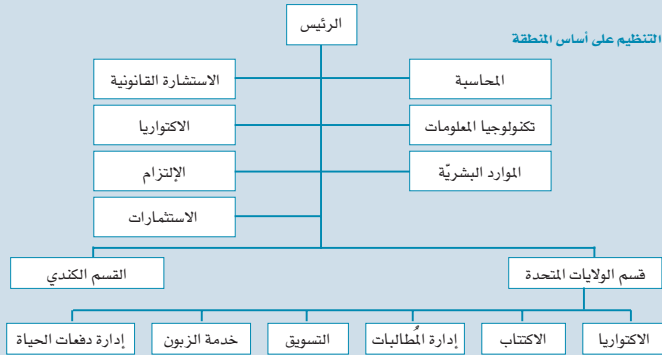 الرئيس
التنظيم على أساس المنطقة
المحاسبة
الاستشارة القانونية
تكنولوجيا المعلومات
الاكتواريا
الموارد البشريّة
الإلتزام
الاستثمارات
قسم الولايات المتحدة
القسم الكندي
الاكتواريا
الاكتتاب
إدارة المُطالبات
التسويق
خدمة الزبون
إدارة دفعات الحياة